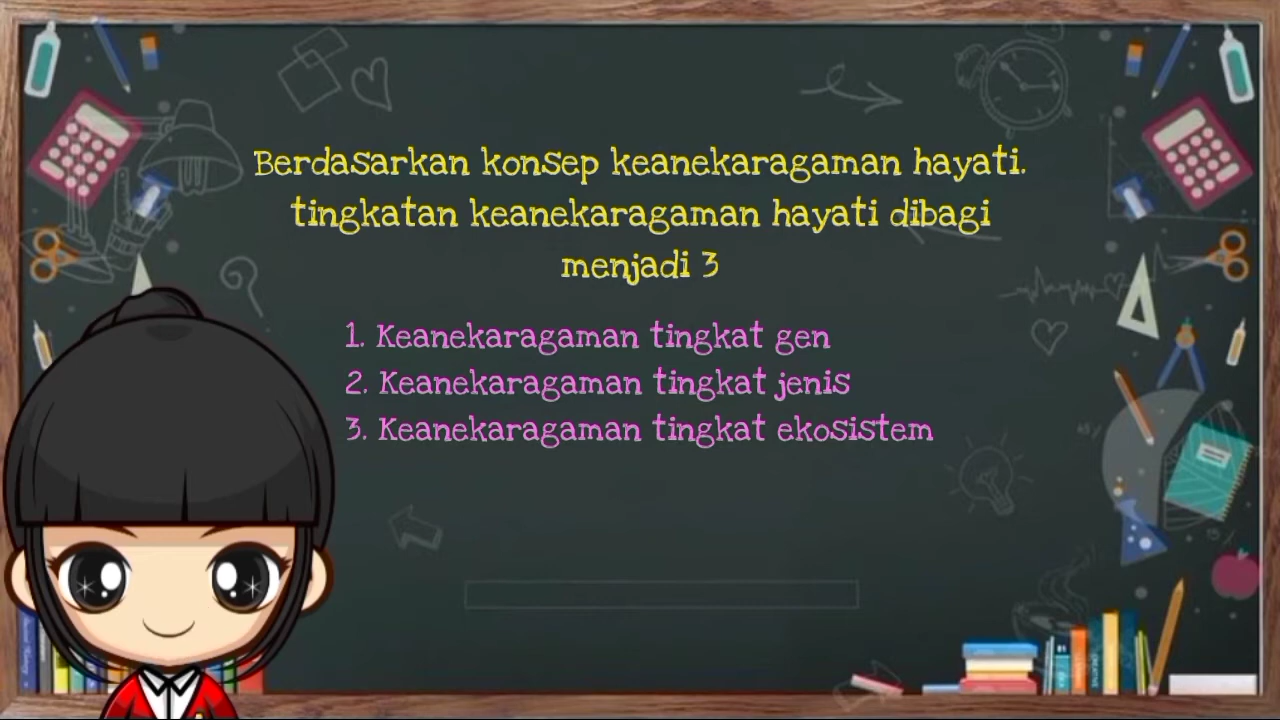 Berdasarkan konsep keanekaragaman hayati.
tingkatan keanekaragaman hayati dibagi
menjadi 3
1. Keanekaragaman tingkat gen
2. Keanekaragaman tingkat jenis
3. Keanekaragaman tingkat ekosistem